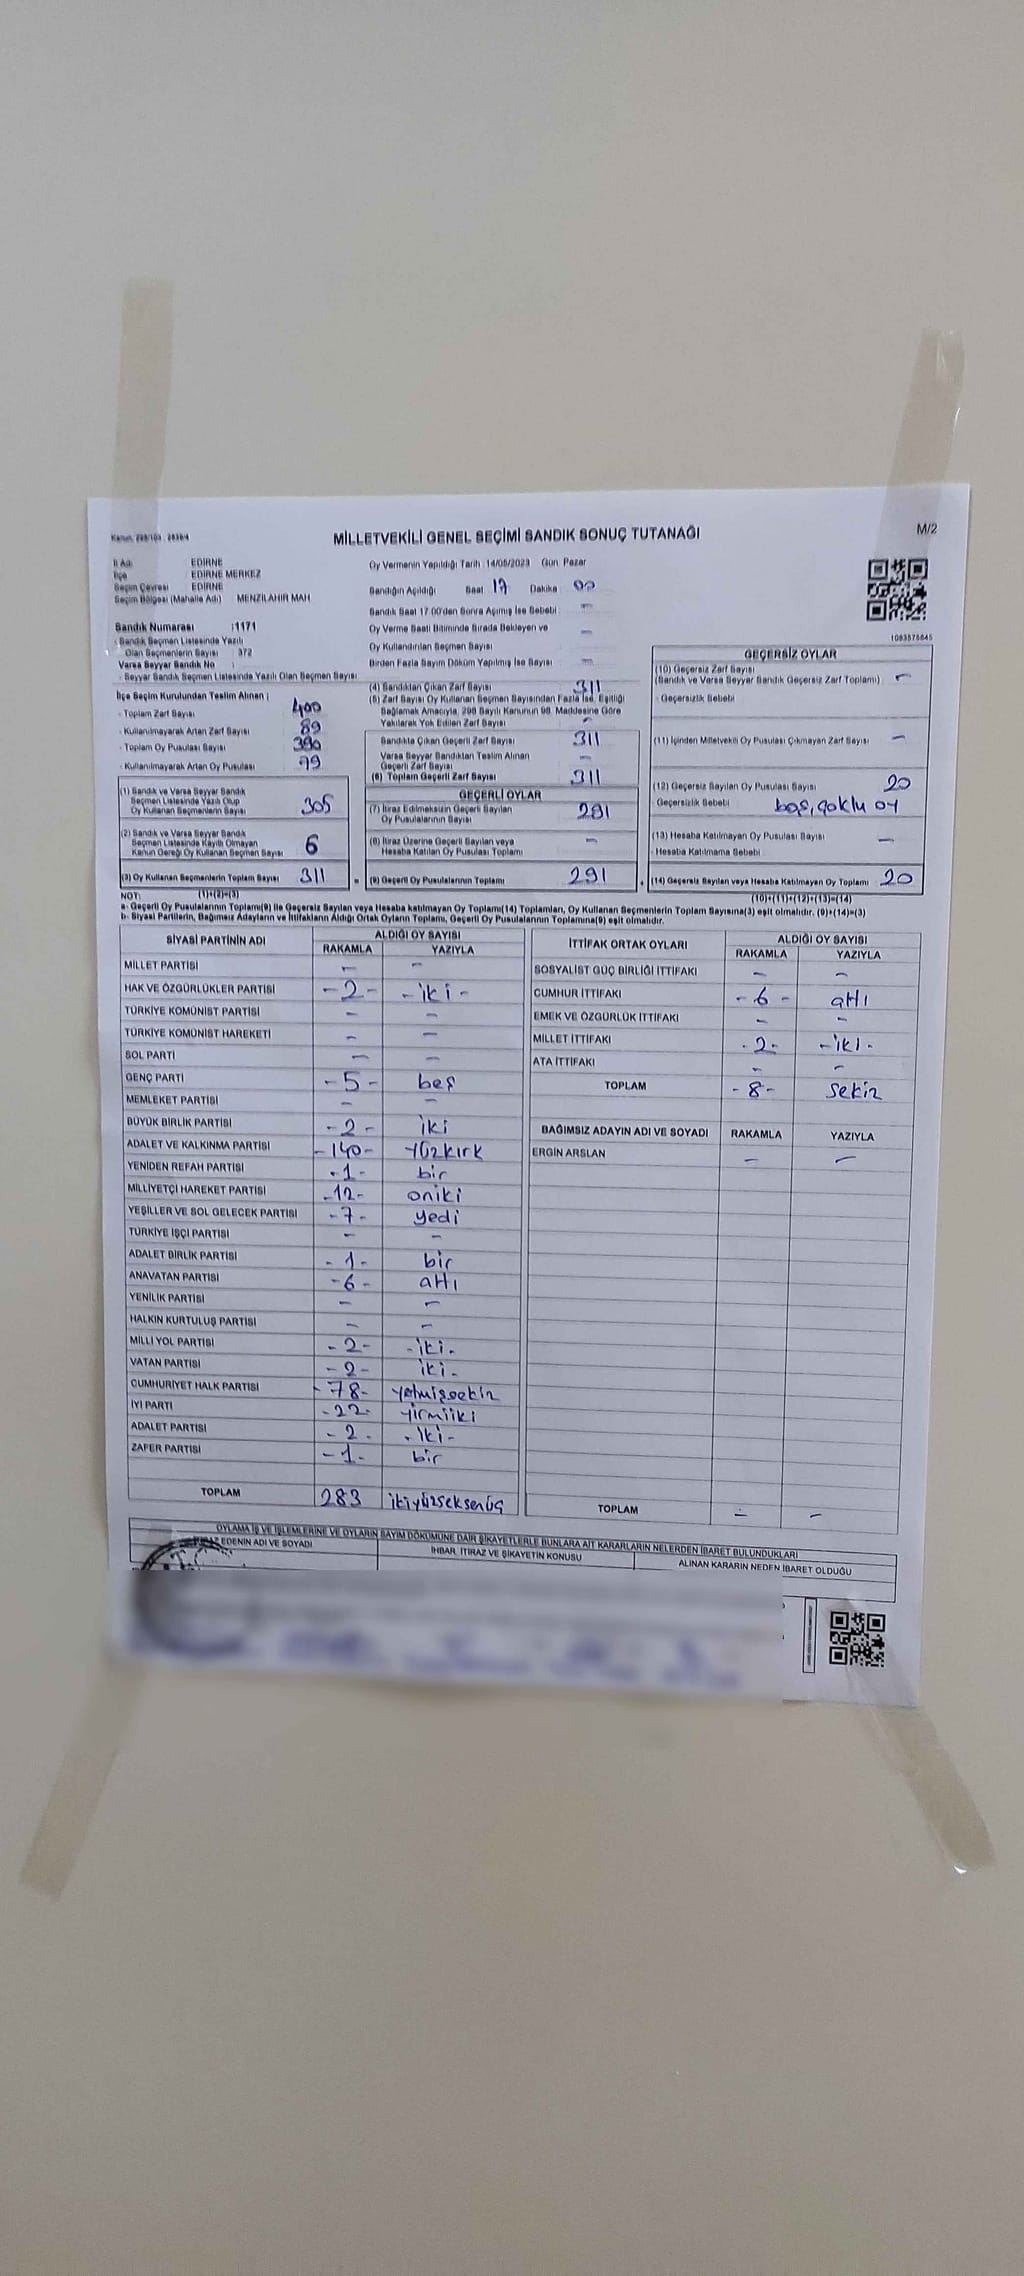 Kanun: 298/103 , 2839/4
MİLLETVEKİLİ GENEL SEÇİMİ SANDIK SONUÇ TUTANAĞI
M/2
İl Adı EDİRNE
İlçe : EDİRNE MERKEZ
Seçim Çevresi : EDİRNE
Seçim Bölgesi (Mahalle Adı) MENZİLAHIR MAH
Sandık Numarası :1171
- Sandık Seçmen Listesinde Yazılı
Olan Seçmenlerin Sayısı : 372
Varsa Seyyar Sandık No :
- Seyyar Sandık Seçmen Listesinde Yazılı Olan Seçmen Sayısı
Oy Vermenin Yapıldığı Tarih : 14/05/2023 Gün Pazar
Sandığın Açıldığı Saat 17 Dakika 00
Sandık Saat 17.00'den Sonra Açılmış İse Sebebi : -
Oy Verme Saati Bitiminde Sırada Bekleyen ve
Oy Kullandırılan Seçmen Sayısı -
Birden Fazla Sayım Döküm Yapılmış İse Sayısı -
1083578645
İlçe Seçim Kurulundan Teslim Alınan ;
- Toplam Zarf Sayısı 400
- Kullanılmayarak Artan Zarf Sayısı 89
- Toplam Oy Pusulası Sayısı 390
- Kullanılmayarak Artan Oy Pusulası 79
(1) Sandık ve Varsa Seyyar Sandık
Seçmen Listesinde Yazılı Olup
Oy Kullanan Seçmenlerin Sayısı 305
(2) Sandık ve Varsa Seyyar Sandık
Seçmen Listesinde Kayıtlı Olmayan
Kanun Gereği Oy Kullanan Seçmen Sayısı 6
(3) Oy Kullanan Seçmenlerin Toplam Sayısı 311
(4) Sandıktan Çıkan Zarf Sayısı 311
(5) Zarf Sayısı Oy Kullanan Seçmen Sayısından Fazla İse, Eşitliği
Sağlamak Amacıyla, 298 Sayılı Kanunun 98. Maddesine Göre
Yakılarak Yok Edilen Zarf Sayısı -
Sandıkta Çıkan Geçerli Zarf Sayısı 311
Varsa Seyyar Sandıktan Teslim Alınan
Geçerli Zarf Sayısı -
(6) Toplam Geçerli Zarf Sayısı 311
GEÇERLİ OYLAR
(7) İtiraz Edilmeksizin Geçerli Sayılan
Oy Pusulalarının Sayısı 291
(8) İtiraz Üzerine Geçerli Sayılan veya
Hesaba Katılan Oy Pusulası Toplamı -
= (9) Geçerli Oy Pusulalarının Toplamı 291
GEÇERSİZ OYLAR
(10) Geçersiz Zarf Sayısı
(Sandık ve Varsa Seyyar Sandık Geçersiz Zarf Toplamı) : -
- Geçersizlik Sebebi
(11) İçinden Milletvekili Oy Pusulası Çıkmayan Zarf Sayısı -
(12) Geçersiz Sayılan Oy Pusulası Sayısı 20
- Geçersizlik Sebebi boş, çoklu oy
(13) Hesaba Katılmayan Oy Pusulası Sayısı -
- Hesaba Katılmama Sebebi
+ (14) Geçersiz Sayılan veya Hesaba Katılmayan Oy Toplamı 20
NOT: (1)+(2)=(3) (10)+(11)+(12)+(13)=(14)
a- Geçerli Oy Pusulalarının Toplamı(9) ile Geçersiz Sayılan veya Hesaba katılmayan Oy Toplamı(14) Toplamları, Oy Kullanan Seçmenlerin Toplam Sayısına(3) eşit olmalıdır. (9)+(14)=(3)
b- Siyasi Partilerin, Bağımsız Adayların ve İttifakların Aldığı Ortak Oyların Toplamı, Geçerli Oy Pusulalarının Toplamına(9) eşit olmalıdır.
SİYASİ PARTİNİN ADI ALDIĞI OY SAYISI
RAKAMLA YAZIYLA
MİLLET PARTİSİ - -
HAK VE ÖZGÜRLÜKLER PARTİSİ -2- -iki-
TÜRKİYE KOMÜNİST PARTİSİ - -
TÜRKİYE KOMÜNİST HAREKETİ - -
SOL PARTİ - -
GENÇ PARTİ -5- beş
MEMLEKET PARTİSİ - -
BÜYÜK BİRLİK PARTİSİ -2- iki
ADALET VE KALKINMA PARTİSİ -140- yüzkırk
YENİDEN REFAH PARTİSİ -1- bir
MİLLİYETÇİ HAREKET PARTİSİ -12- oniki
YEŞİLLER VE SOL GELECEK PARTİSİ -7- yedi
TÜRKİYE İŞÇİ PARTİSİ - -
ADALET BİRLİK PARTİSİ -1- bir
ANAVATAN PARTİSİ -6- altı
YENİLİK PARTİSİ - -
HALKIN KURTULUŞ PARTİSİ - -
MİLLİ YOL PARTİSİ -2- -iki-
VATAN PARTİSİ -2- iki-
CUMHURİYET HALK PARTİSİ -78- yetmişsekiz
İYİ PARTİ -22- yirmiiki
ADALET PARTİSİ -2- -iki-
ZAFER PARTİSİ -1- bir
TOPLAM 283 ikiyüzseksenüç
İTTİFAK ORTAK OYLARI ALDIĞI OY SAYISI
RAKAMLA YAZIYLA
SOSYALİST GÜÇ BİRLİĞİ İTTİFAKI - -
CUMHUR İTTİFAKI -6- altı
EMEK VE ÖZGÜRLÜK İTTİFAKI - -
MİLLET İTTİFAKI -2- -iki-
ATA İTTİFAKI - -
TOPLAM -8- sekiz
BAĞIMSIZ ADAYIN ADI VE SOYADI RAKAMLA YAZIYLA
ERGİN ARSLAN - -
TOPLAM - -
OYLAMA İŞ VE İŞLEMLERİNE VE OYLARIN SAYIM DÖKÜMÜNE DAİR ŞİKAYETLERLE BUNLARA AİT KARARLARIN NELERDEN İBARET BULUNDUKLARI
EDENİN ADI VE SOYADI
İHBAR, İTİRAZ VE ŞİKAYETİN KONUSU
ALINAN KARARIN NEDEN İBARET OLDUĞU